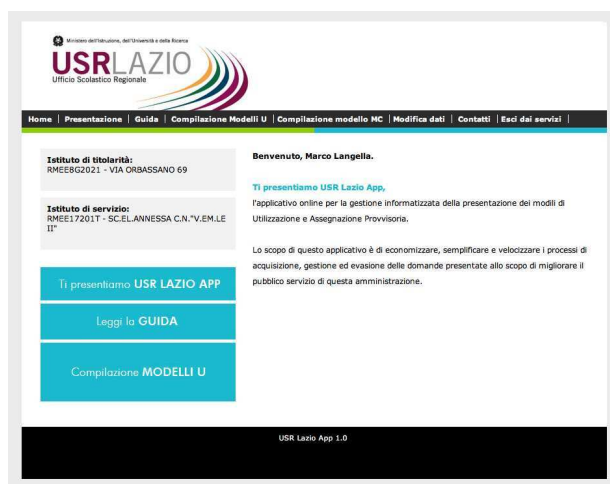 Ministero dell'Istruzione, dell'Università e della Ricerca
USRLAZIO
Ufficio Scolastico Regionale
Home | Presentazione | Guida | Compilazione Modelli U | Compilazione modello MC | Modifica dati | Contatti | Esci dai servizi |
Istituto di titolarità:
RMEE8G2021 - VIA ORBASSANO 69
Istituto di servizio:
RMEE17201T - SC.EL.ANNESSA C.N."V.EM.LE
II"
Ti presentiamo USR LAZIO APP
Leggi la GUIDA
Compilazione MODELLI U
Benvenuto, Marco Langella.
Ti presentiamo USR Lazio App,
l'applicativo online per la gestione informatizzata della presentazione dei modili di
Utilizzazione e Assegnazione Provvisoria.
Lo scopo di questo applicativo è di economizzare, semplificare e velocizzare i processi di
acquisizione, gestione ed evasione delle domande presentate allo scopo di migliorare il
pubblico servizio di questa amministrazione.
USR Lazio App 1.0